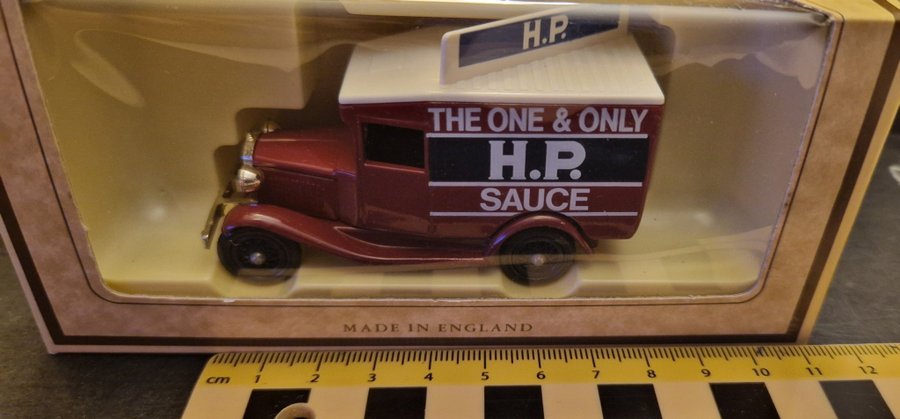 H.P.
THE ONE & ONLY
H.P.
SAUCE
MADE IN ENGLAND
cm 1 2 3 4 5 6 7 8 9 10 11 12